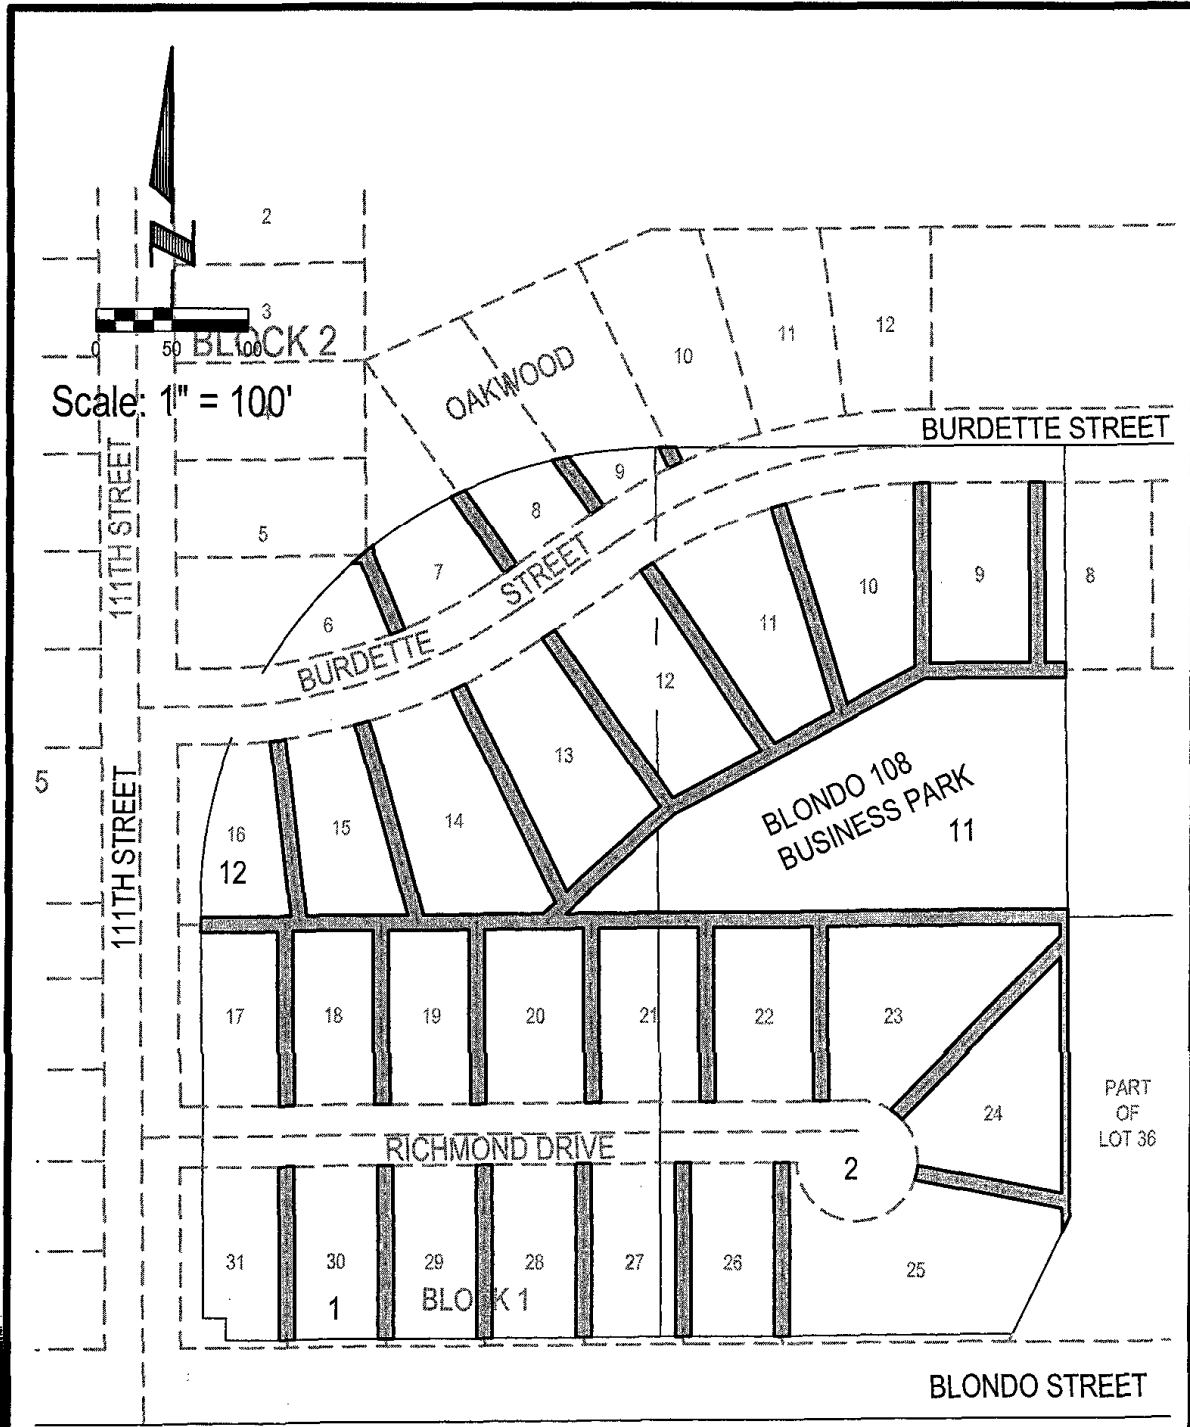 2
3
BLOCK 2
0 50 100
Scale: 1" = 100'
4
5
111TH STREET
OAKWOOD
10
11
12
BURDETTE STREET
9
8
7
6
BURDETTE STREET
8
9
10
11
12
13
14
15
16
12
5
111TH STREET
BLONDO 108
BUSINESS PARK
11
17
18
19
20
21
22
23
24
PART
OF
LOT 36
RICHMOND DRIVE
2
31
30
29
28
27
26
25
1
BLOCK 1
BLONDO STREET